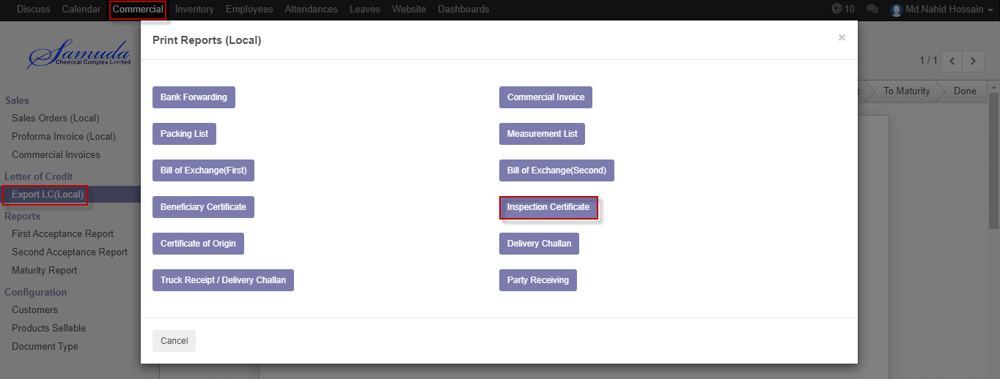 Discuss Calendar Commercial Inventory Employees Attendances Leaves Website Dashboards @ 10 Md.Nahid Hossain
Print Reports (Local) ×
Samuda
Chemical Complex Limited
1 / 1
To Maturity Done
Sales
Sales Orders (Local)
Proforma Invoice (Local)
Commercial Invoices
Letter of Credit
Export LC(Local)
Reports
First Acceptance Report
Second Acceptance Report
Maturity Report
Configuration
Customers
Products Sellable
Document Type
Bank Forwarding Commercial Invoice
Packing List Measurement List
Bill of Exchange(First) Bill of Exchange(Second)
Beneficiary Certificate Inspection Certificate
Certificate of Origin Delivery Challan
Truck Receipt / Delivery Challan Party Receiving
Cancel